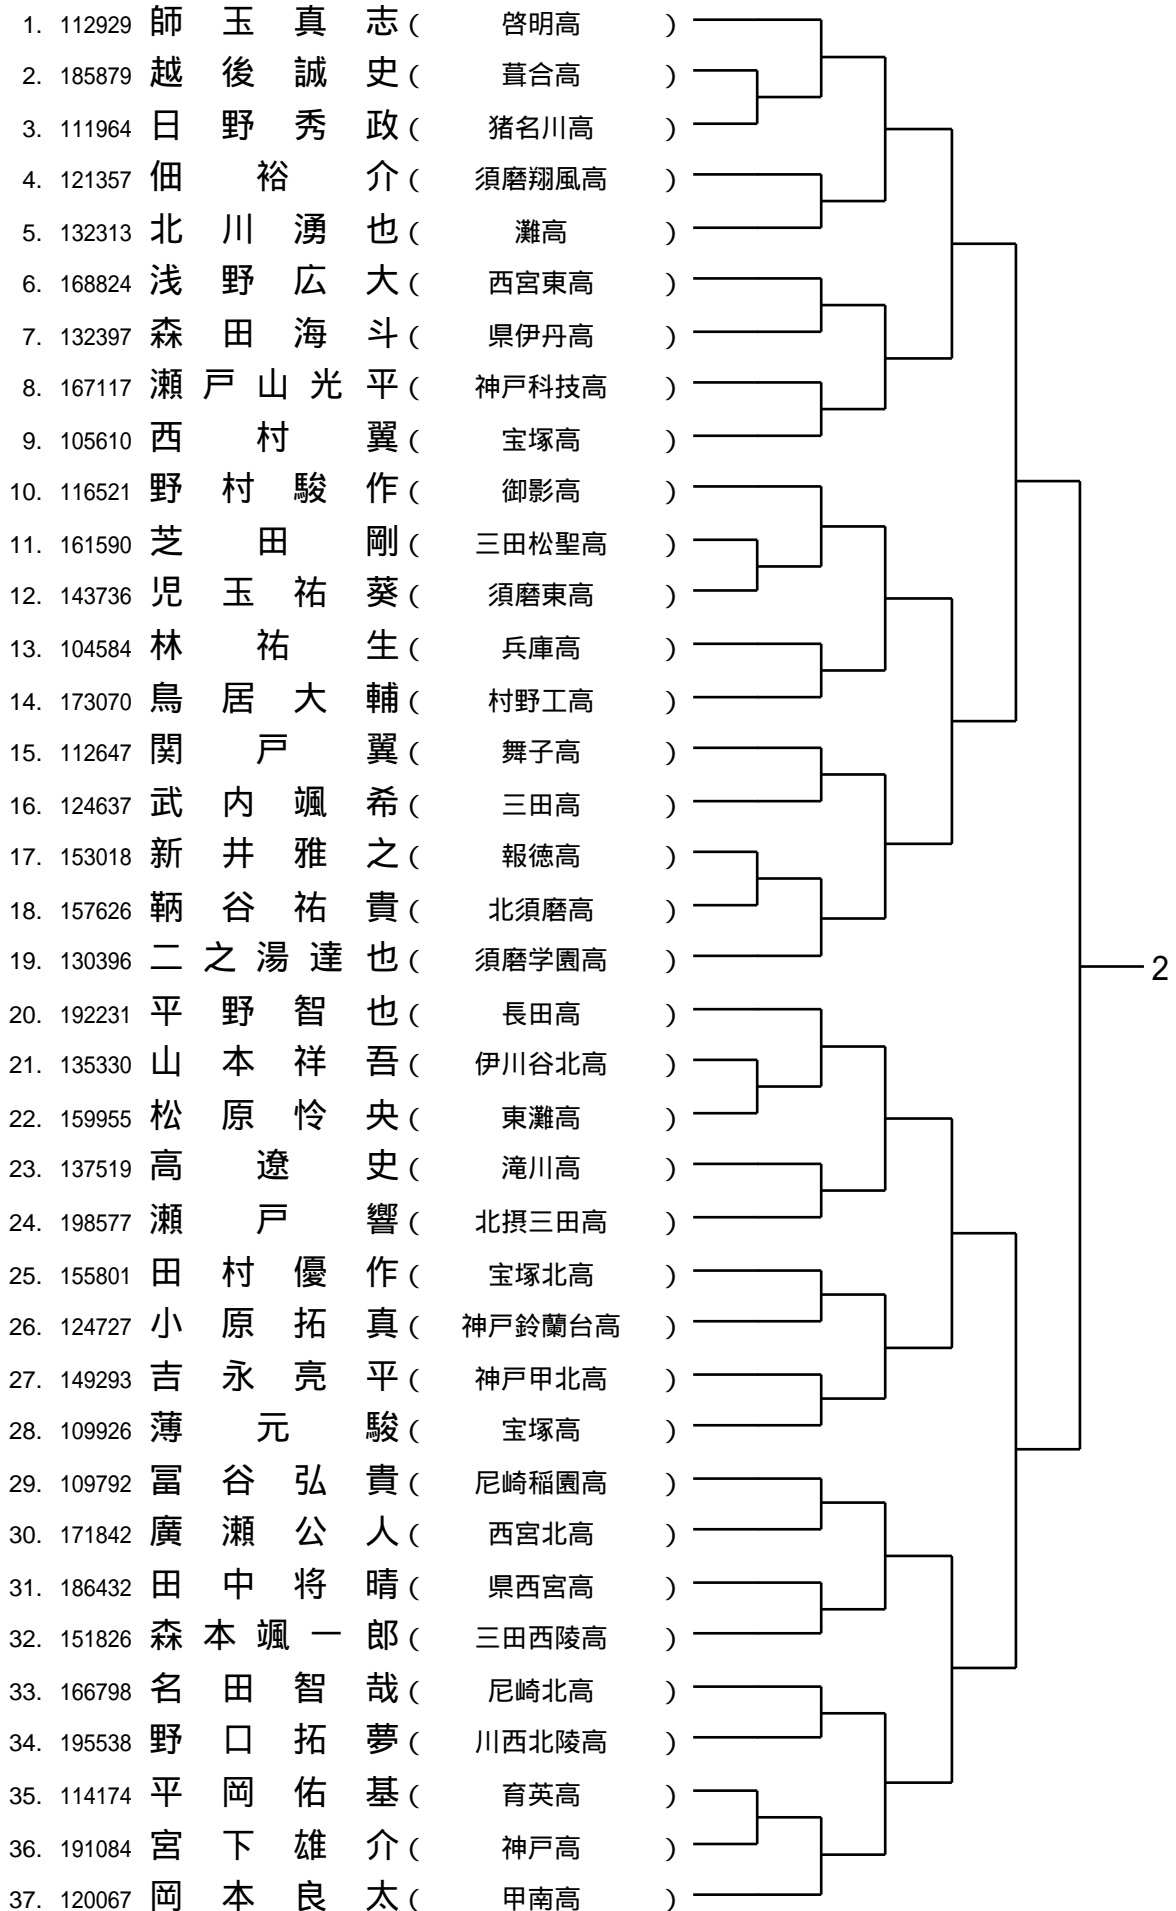 1. 112929 師玉真志 ( 啓明高 )
2. 185879 越後誠史 ( 葺合高 )
3. 111964 日野秀政 ( 猪名川高 )
4. 121357 佃裕介 ( 須磨翔風高 )
5. 132313 北川湧也 ( 灘高 )
6. 168824 浅野広大 ( 西宮東高 )
7. 132397 森田海斗 ( 県伊丹高 )
8. 167117 瀬戸山光平 ( 神戸科技高 )
9. 105610 西村翼 ( 宝塚高 )
10. 116521 野村駿作 ( 御影高 )
11. 161590 芝田剛 ( 三田松聖高 )
12. 143736 児玉祐葵 ( 須磨東高 )
13. 104584 林祐生 ( 兵庫高 )
14. 173070 鳥居大輔 ( 村野工高 )
15. 112647 関戸翼 ( 舞子高 )
16. 124637 武内颯希 ( 三田高 )
17. 153018 新井雅之 ( 報徳高 )
18. 157626 鞆谷祐貴 ( 北須磨高 )
19. 130396 二之湯達也 ( 須磨学園高 )
2
20. 192231 平野智也 ( 長田高 )
21. 135330 山本祥吾 ( 伊川谷北高 )
22. 159955 松原怜央 ( 東灘高 )
23. 137519 高遼史 ( 滝川高 )
24. 198577 瀬戸響 ( 北摂三田高 )
25. 155801 田村優作 ( 宝塚北高 )
26. 124727 小原拓真 ( 神戸鈴蘭台高 )
27. 149293 吉永亮平 ( 神戸甲北高 )
28. 109926 薄元駿 ( 宝塚高 )
29. 109792 冨谷弘貴 ( 尼崎稲園高 )
30. 171842 廣瀬公人 ( 西宮北高 )
31. 186432 田中将晴 ( 県西宮高 )
32. 151826 森本颯一郎 ( 三田西陵高 )
33. 166798 名田智哉 ( 尼崎北高 )
34. 195538 野口拓夢 ( 川西北陵高 )
35. 114174 平岡佑基 ( 育英高 )
36. 191084 宮下雄介 ( 神戸高 )
37. 120067 岡本良太 ( 甲南高 )